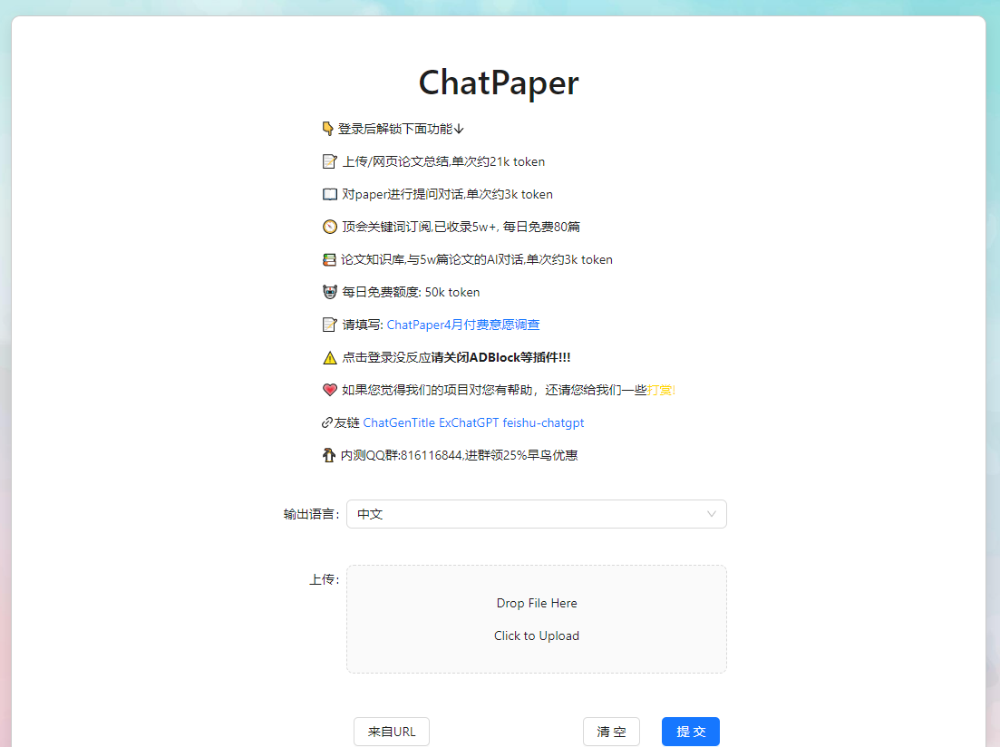 ChatPaper
👇 登录后解锁下面功能↓
📝 上传/网页论文总结,单次约21k token
📖 对paper进行提问对话,单次约3k token
🧭 顶会关键词订阅,已收录5w+, 每日免费80篇
📚 论文知识库,与5w篇论文的AI对话,单次约3k token
🤖 每日免费额度: 50k token
📝 请填写: ChatPaper4月付费意愿调查
⚠️ 点击登录没反应请关闭ADBlock等插件!!!
💗 如果您觉得我们的项目对您有帮助，还请您给我们一些打赏!
🔗友链 ChatGenTitle ExChatGPT feishu-chatgpt
🐧 内测QQ群:816116844,进群领25%早鸟优惠
输出语言: 中文
上传:
Drop File Here
Click to Upload
来自URL 清 空 提 交